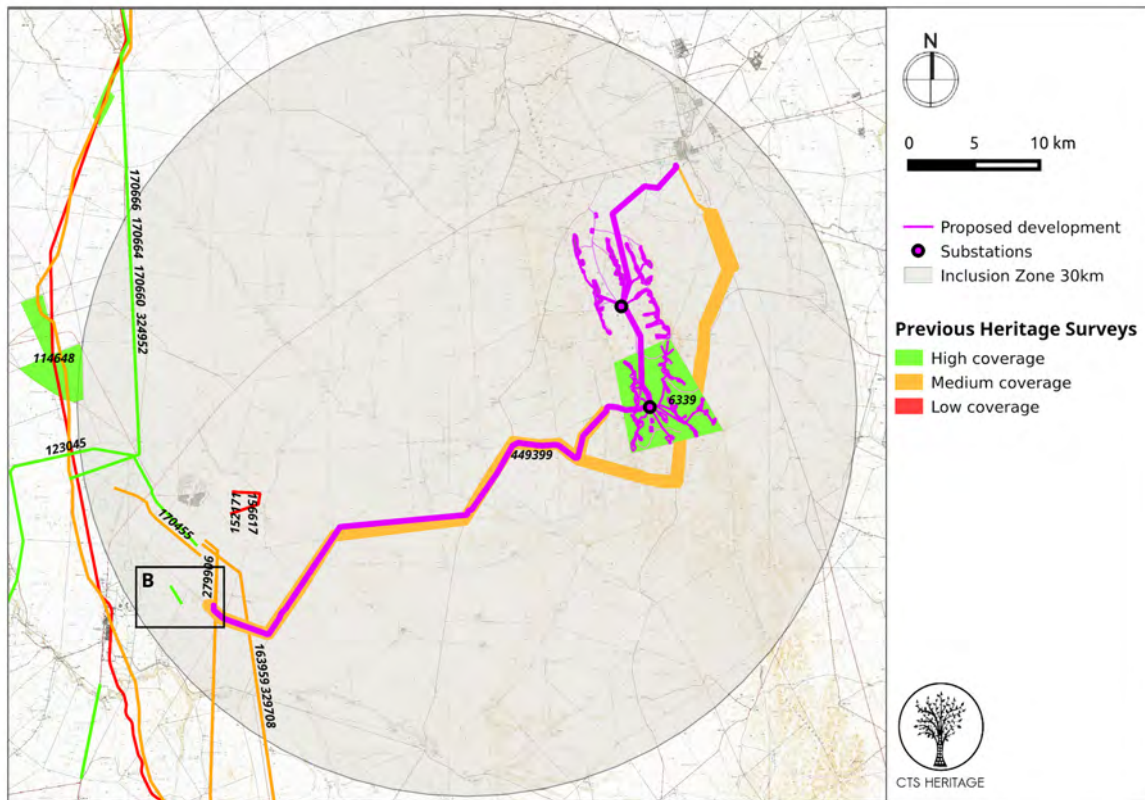 170666 170664 170660 324952
114648
123045
170455
152171
156617
279906
B
163959 329708
449399
6339
N
0 5 10 km
Proposed development
Substations
Inclusion Zone 30km
Previous Heritage Surveys
High coverage
Medium coverage
Low coverage
CTS HERITAGE